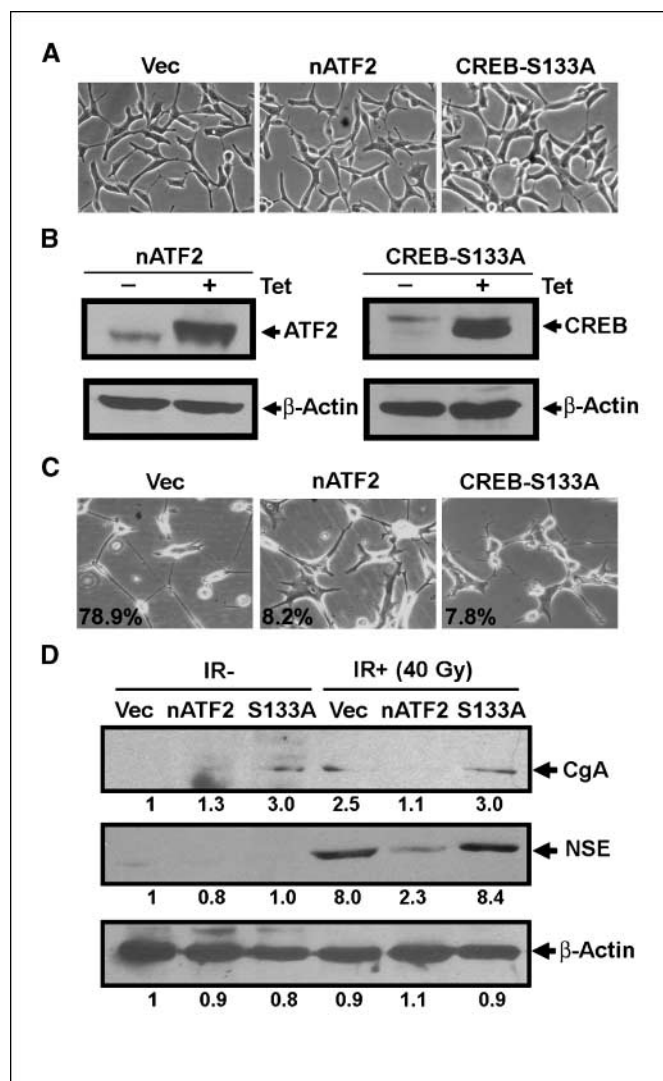 A
Vec nATF2 CREB-S133A
B
nATF2 CREB-S133A
– + Tet – + Tet
ATF2 CREB
β-Actin β-Actin
C
Vec nATF2 CREB-S133A
78.9% 8.2% 7.8%
D
IR- IR+ (40 Gy)
Vec nATF2 S133A Vec nATF2 S133A
CgA
1 1.3 3.0 2.5 1.1 3.0
NSE
1 0.8 1.0 8.0 2.3 8.4
β-Actin
1 0.9 0.8 0.9 1.1 0.9